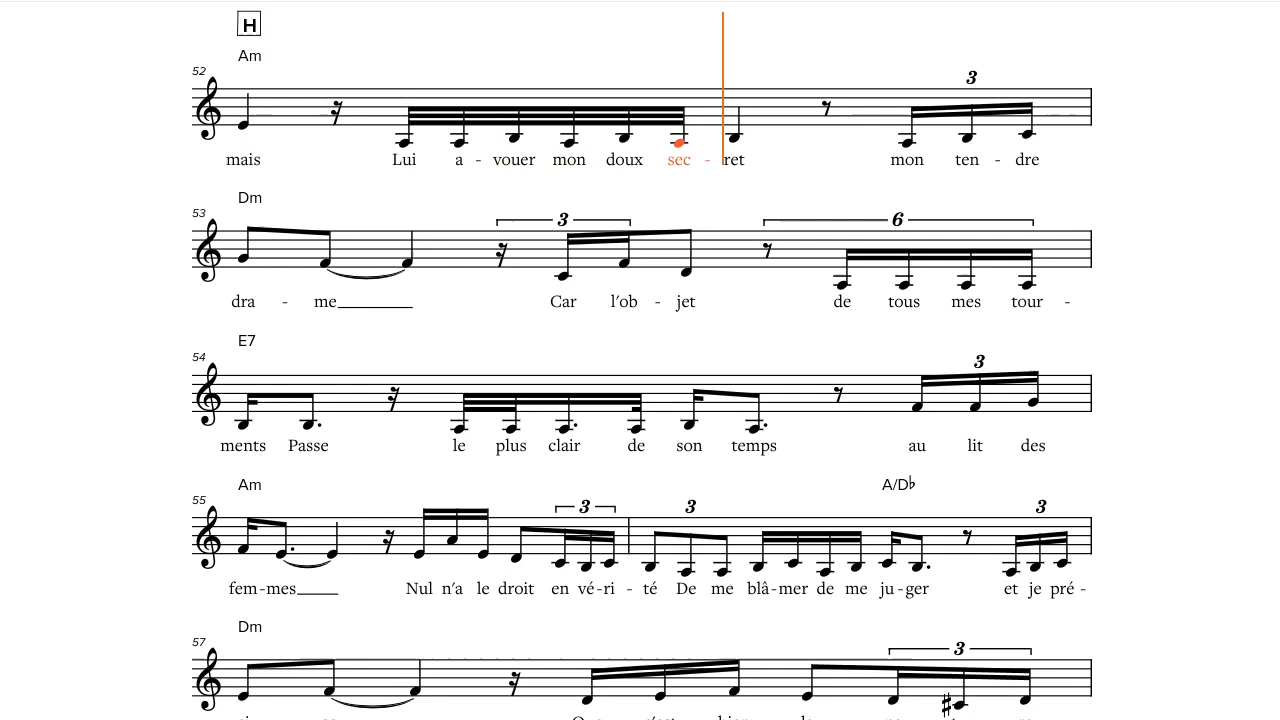 H
Am
52 3
mais Lui a - vouer mon doux sec - ret mon ten - dre
Dm
53 3 6
dra - me Car l'ob - jet de tous mes tour -
E7
54 3
ments Passe le plus clair de son temps au lit des
Am A/D♭
55 3 3 3
fem - mes Nul n'a le droit en vé - ri - té De me blâ - mer de me ju - ger et je pré -
Dm
57 3